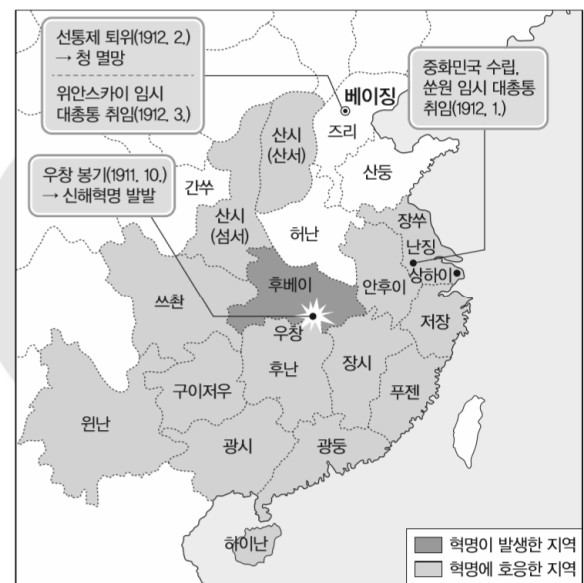 선통제 퇴위(1912. 2.)
→ 청 멸망
위안스카이 임시
대총통 취임(1912. 3.)
중화민국 수립,
쑨원 임시 대총통
취임(1912. 1.)
우창 봉기(1911. 10.)
→ 신해혁명 발발
베이징
즈리
산시
(산서)
산둥
간쑤
산시
(섬서)
허난
장쑤
난징
상하이
안후이
후베이
쓰촨
우창
저장
후난
장시
구이저우
푸젠
윈난
광시
광둥
하이난
혁명이 발생한 지역
혁명에 호응한 지역